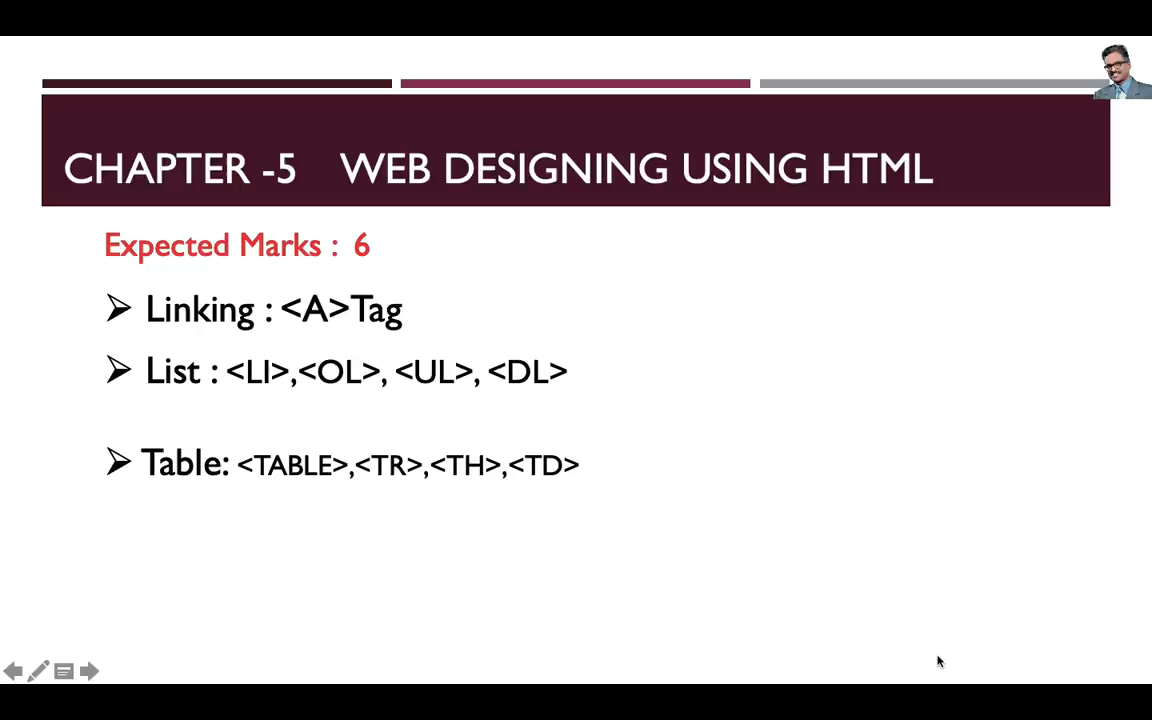 CHAPTER -5 WEB DESIGNING USING HTML
Expected Marks : 6
➢ Linking : <A>Tag
➢ List : <LI>,<OL>, <UL>, <DL>
➢ Table: <TABLE>,<TR>,<TH>,<TD>